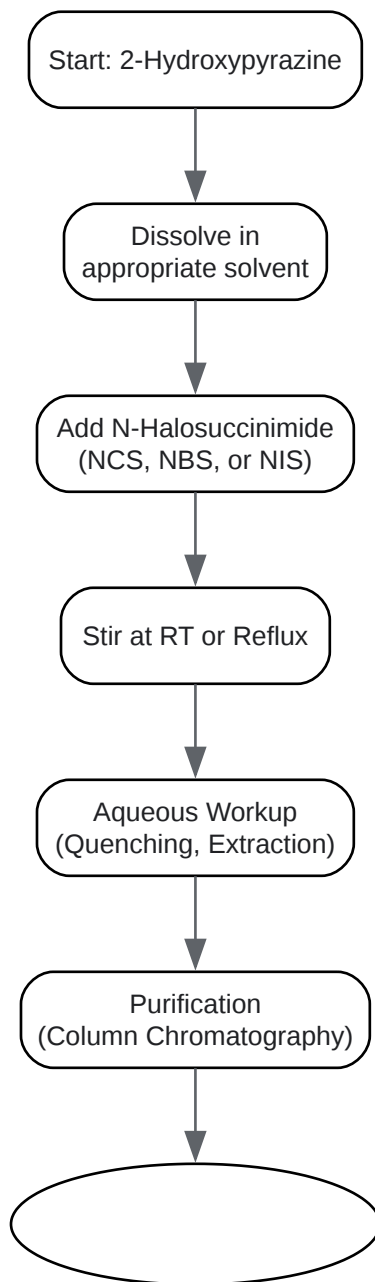 Start: 2-Hydroxypyrazine
Dissolve in
appropriate solvent
Add N-Halosuccinimide
(NCS, NBS, or NIS)
Stir at RT or Reflux
Aqueous Workup
(Quenching, Extraction)
Purification
(Column Chromatography)